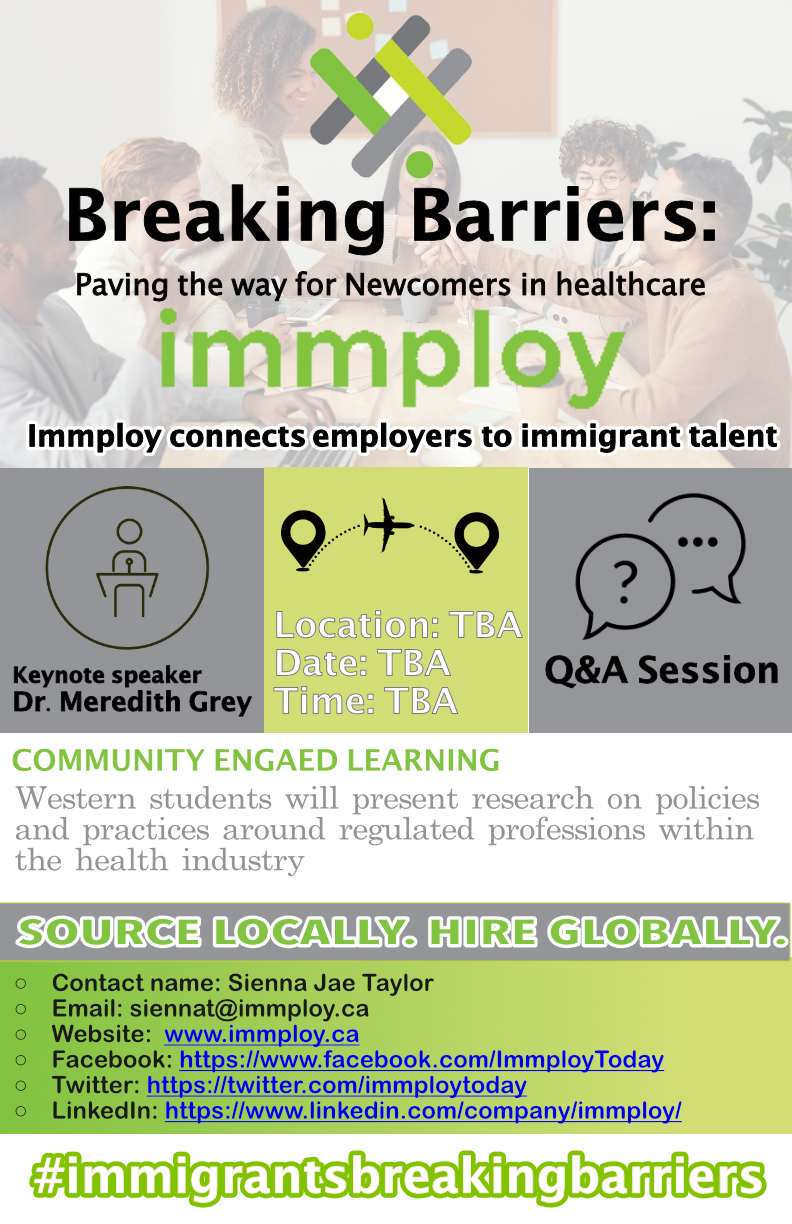 Breaking Barriers:
Paving the way for Newcomers in healthcare
immploy
Immploy connects employers to immigrant talent
Keynote speaker
Dr. Meredith Grey
Location: TBA
Date: TBA
Time: TBA
?
Q&A Session
COMMUNITY ENGAED LEARNING
Western students will present research on policies
and practices around regulated professions within
the health industry
SOURCE LOCALLY. HIRE GLOBALLY.
○ Contact name: Sienna Jae Taylor
○ Email: siennat@immploy.ca
○ Website: www.immploy.ca
○ Facebook: https://www.facebook.com/ImmployToday
○ Twitter: https://twitter.com/immploytoday
○ LinkedIn: https://www.linkedin.com/company/immploy/
#immigrantsbreakingbarriers